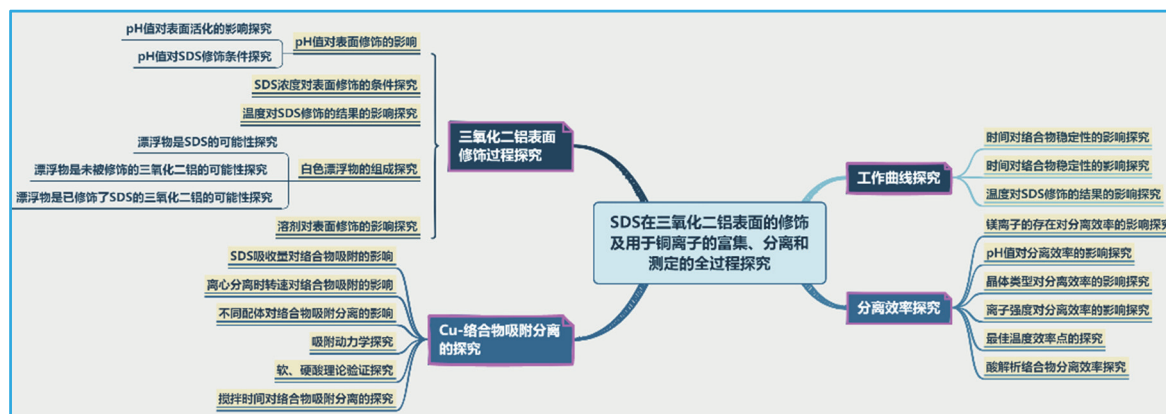 SDS在三氧化二铝表面的修饰
及用于铜离子的富集、分离和
测定的全过程探究
三氧化二铝表面
修饰过程探究
pH值对表面修饰的影响
pH值对表面活化的影响探究
pH值对SDS修饰条件探究
SDS浓度对表面修饰的条件探究
温度对SDS修饰的结果的影响探究
白色漂浮物的组成探究
漂浮物是SDS的可能性探究
漂浮物是未被修饰的三氧化二铝的可能性探究
漂浮物是已修饰了SDS的三氧化二铝的可能性探究
溶剂对表面修饰的影响探究
Cu-络合物吸附分离
的探究
SDS吸收量对络合物吸附的影响
离心分离时转速对络合物吸附的影响
不同配体对络合物吸附分离的影响
吸附动力学探究
软、硬酸理论验证探究
搅拌时间对络合物吸附分离的探究
工作曲线探究
时间对络合物稳定性的影响探究
时间对络合物稳定性的影响探究
温度对SDS修饰的结果的影响探究
分离效率探究
镁离子的存在对分离效率的影响探究
pH值对分离效率的影响探究
晶体类型对分离效率的影响探究
离子强度对分离效率的影响探究
最佳温度效率点的探究
酸解析络合物分离效率探究